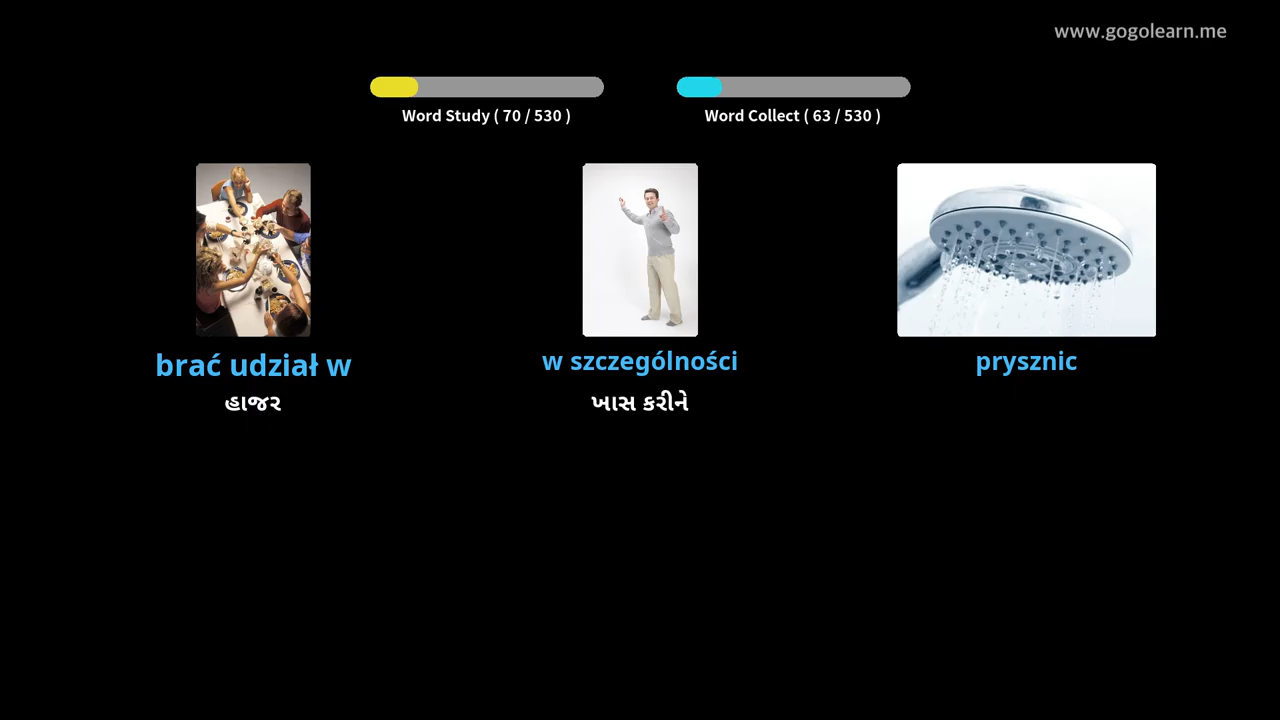 www.gogolearn.me
Word Study ( 70 / 530 )
Word Collect ( 63 / 530 )
brać udział w
હાજર
w szczególności
ખાસ કરીને
prysznic